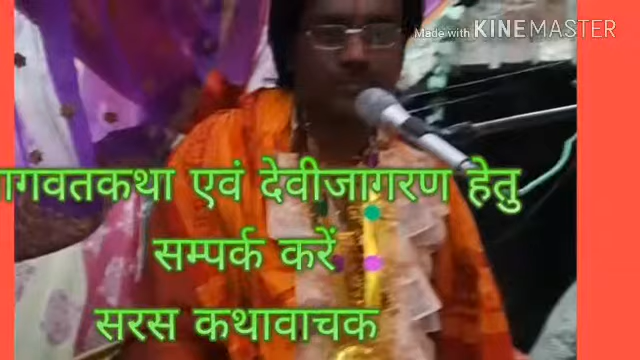 Made with KINEMASTER
ागवतकथा एवं देवीजागरण हेतु
सम्पर्क करें
सरस कथावाचक